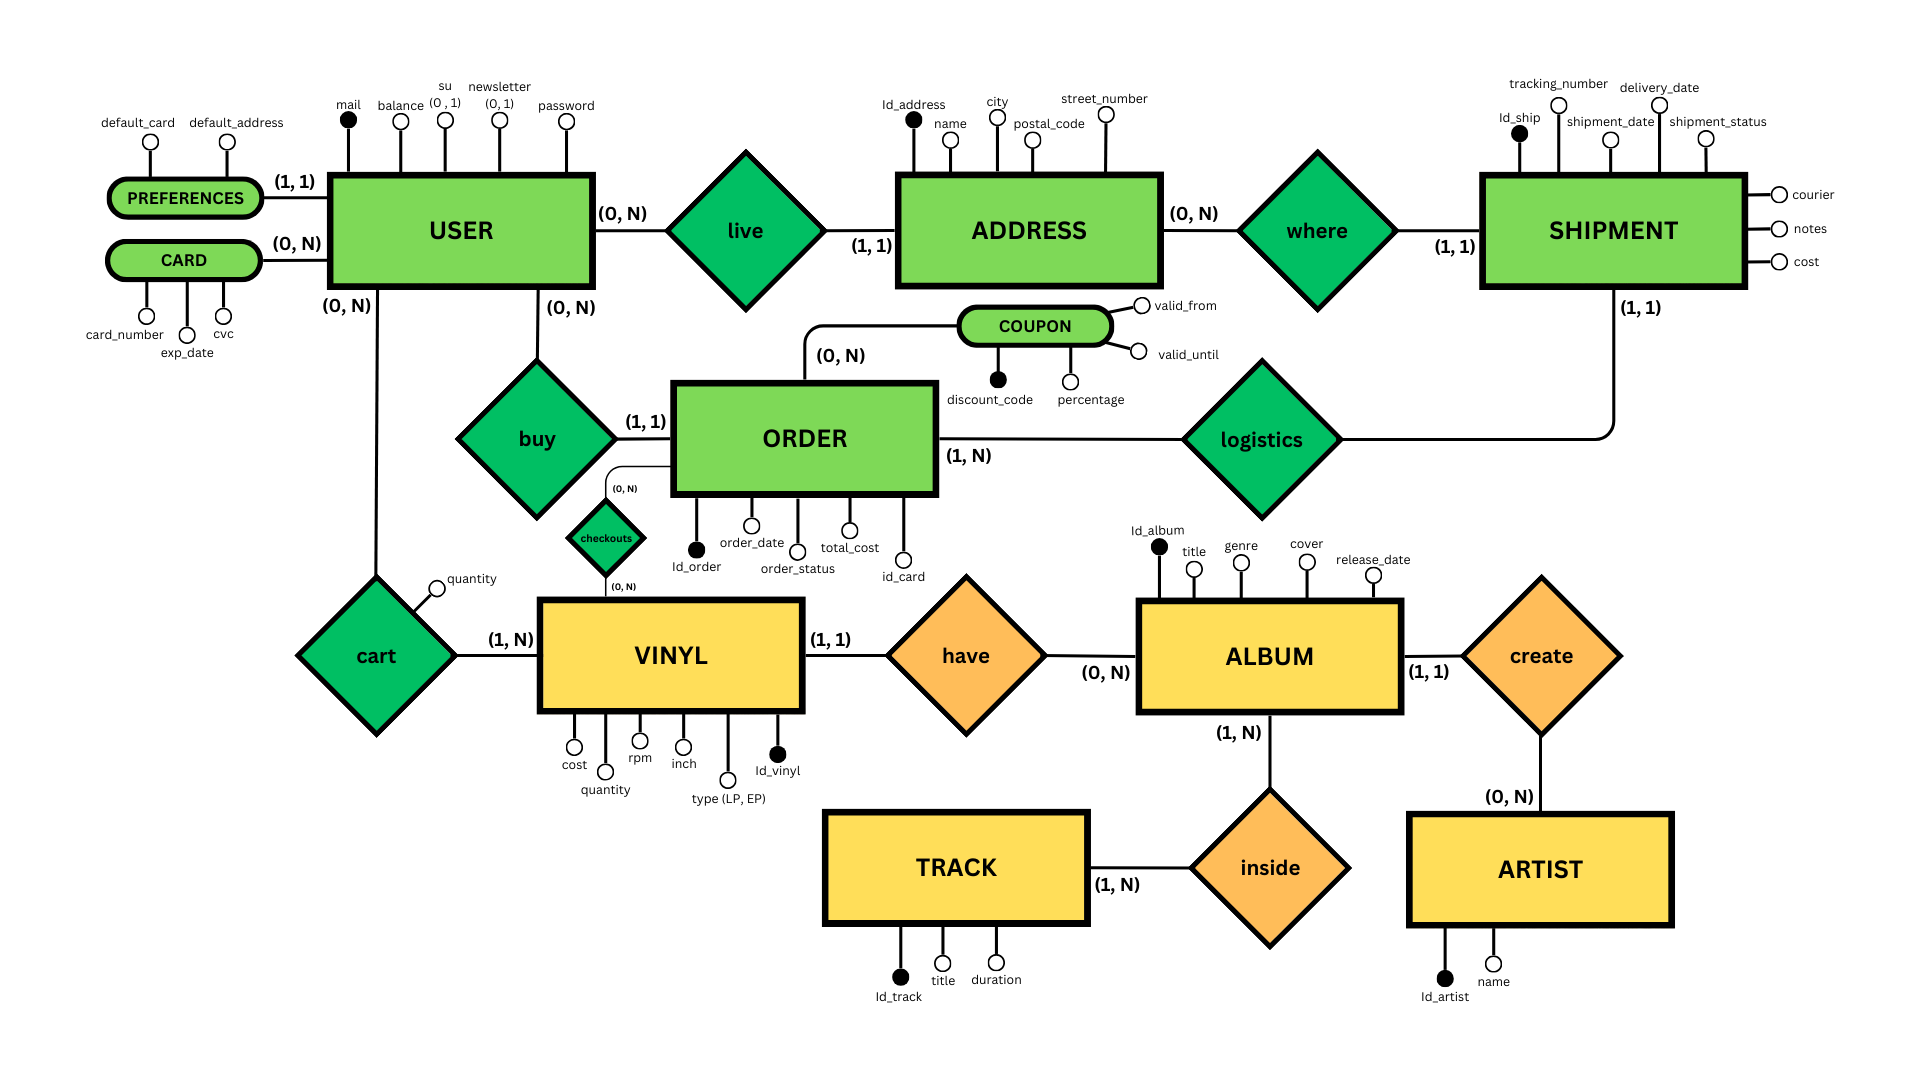 tracking_number
delivery_date
su
newsletter
mail
balance
(0 , 1)
(0, 1)
password
Id_address
city
street_number
default_card
default_address
name
postal_code
Id_ship
shipment_date
shipment_status
PREFERENCES
(1, 1)
courier
USER
(0, N)
live
(1, 1)
ADDRESS
(0, N)
where
(1, 1)
SHIPMENT
notes
CARD
(0, N)
cost
card_number
exp_date
cvc
(0, N)
(0, N)
(1, 1)
COUPON
valid_from
valid_until
(0, N)
discount_code
percentage
buy
(1, 1)
ORDER
(1, N)
logistics
(0, N)
checkouts
(0, N)
Id_order
order_date
order_status
total_cost
id_card
Id_album
title
genre
cover
release_date
quantity
cart
(1, N)
VINYL
(1, 1)
have
(0, N)
ALBUM
(1, 1)
create
cost
quantity
rpm
inch
type (LP, EP)
Id_vinyl
(1, N)
(0, N)
TRACK
(1, N)
inside
ARTIST
Id_track
title
duration
Id_artist
name